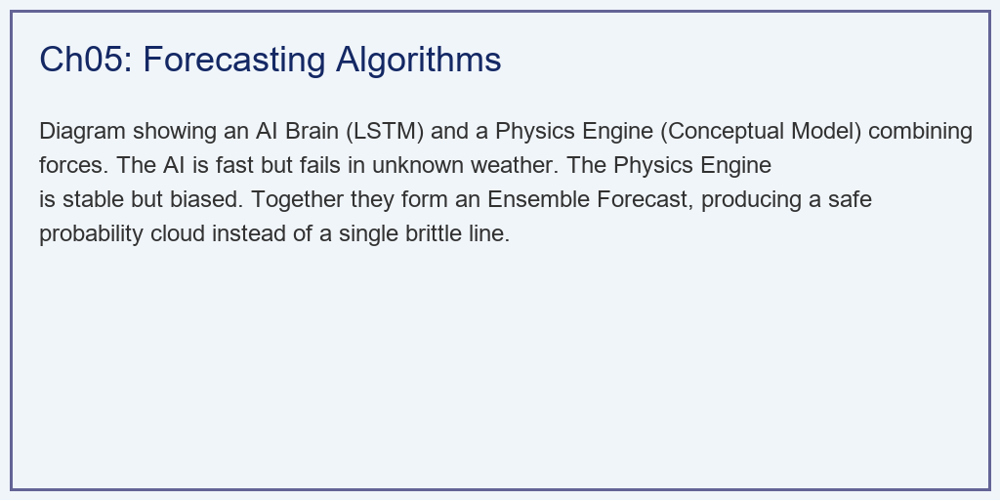 Ch05: Forecasting Algorithms
Diagram showing an AI Brain (LSTM) and a Physics Engine (Conceptual Model) combining
forces. The AI is fast but fails in unknown weather. The Physics Engine
is stable but biased. Together they form an Ensemble Forecast, producing a safe
probability cloud instead of a single brittle line.